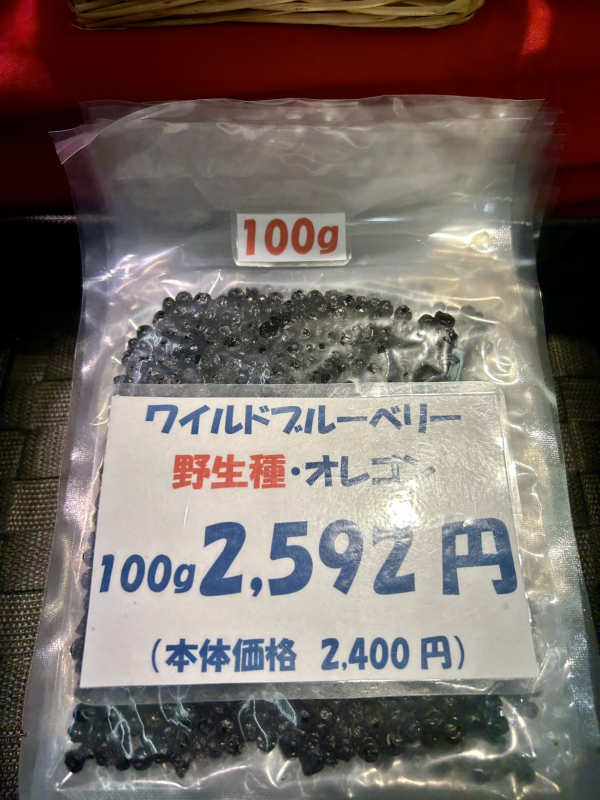 100g
ワイルドブルーベリー
野生種・オレゴン
100g 2,592円
(本体価格 2,400円)